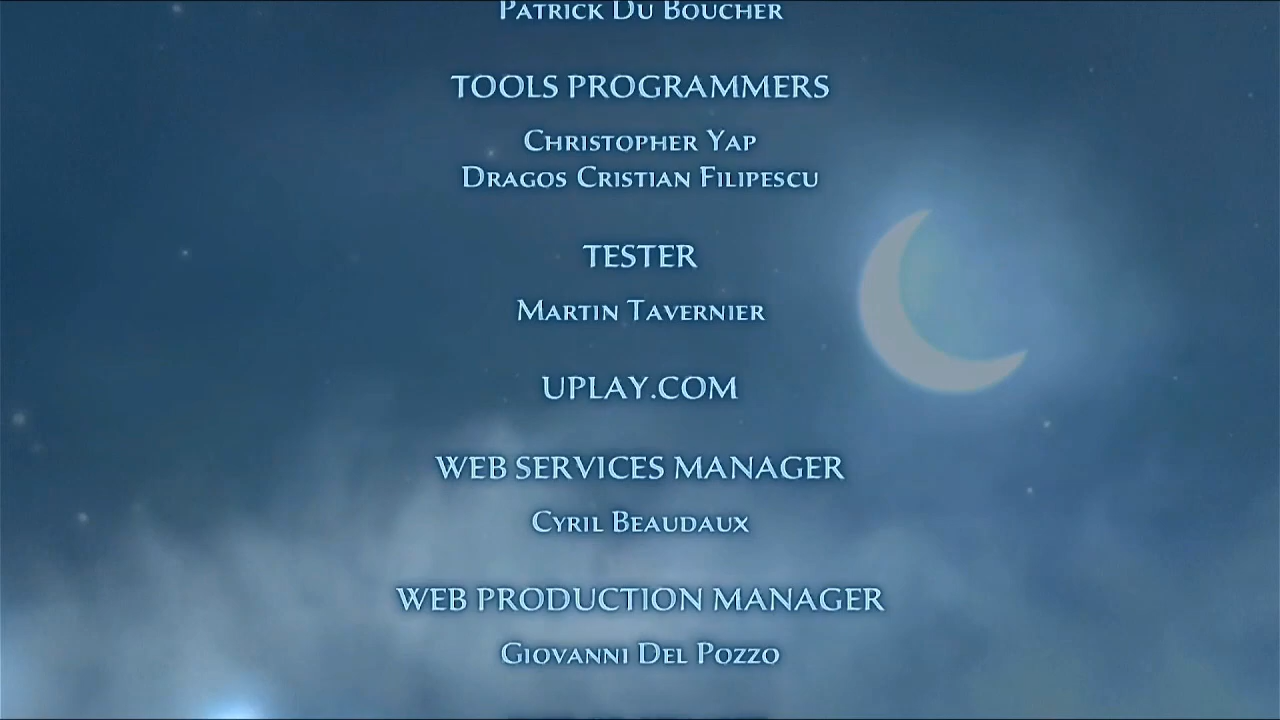 Patrick Du Boucher
TOOLS PROGRAMMERS
Christopher Yap
Dragos Cristian Filipescu
TESTER
Martin Tavernier
UPLAY.COM
WEB SERVICES MANAGER
Cyril Beaudaux
WEB PRODUCTION MANAGER
Giovanni Del Pozzo